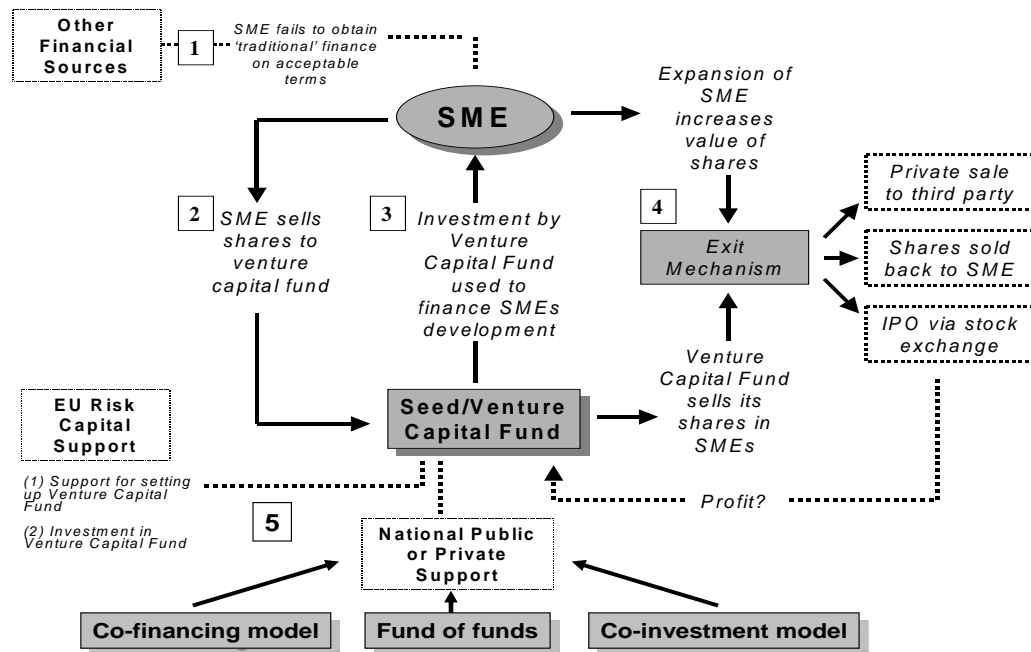 Other
Financial
Sources
1
SME fails to obtain
‘traditional’ finance
on acceptable
terms
SME
Expansion of
SME
increases
value of
shares
2
SME sells
shares to
venture
capital fund
3
Investment by
Venture
Capital Fund
used to
finance SMEs
development
4
Exit
Mechanism
Private sale
to third party
Shares sold
back to SME
IPO via stock
exchange
EU Risk
Capital
Support
(1) Support for setting
up Venture Capital
Fund
(2) Investment in
Venture Capital Fund
5
Seed/Venture
Capital Fund
Venture
Capital Fund
sells its
shares in
SMEs
Profit?
National Public
or Private
Support
Co-financing model
Fund of funds
Co-investment model